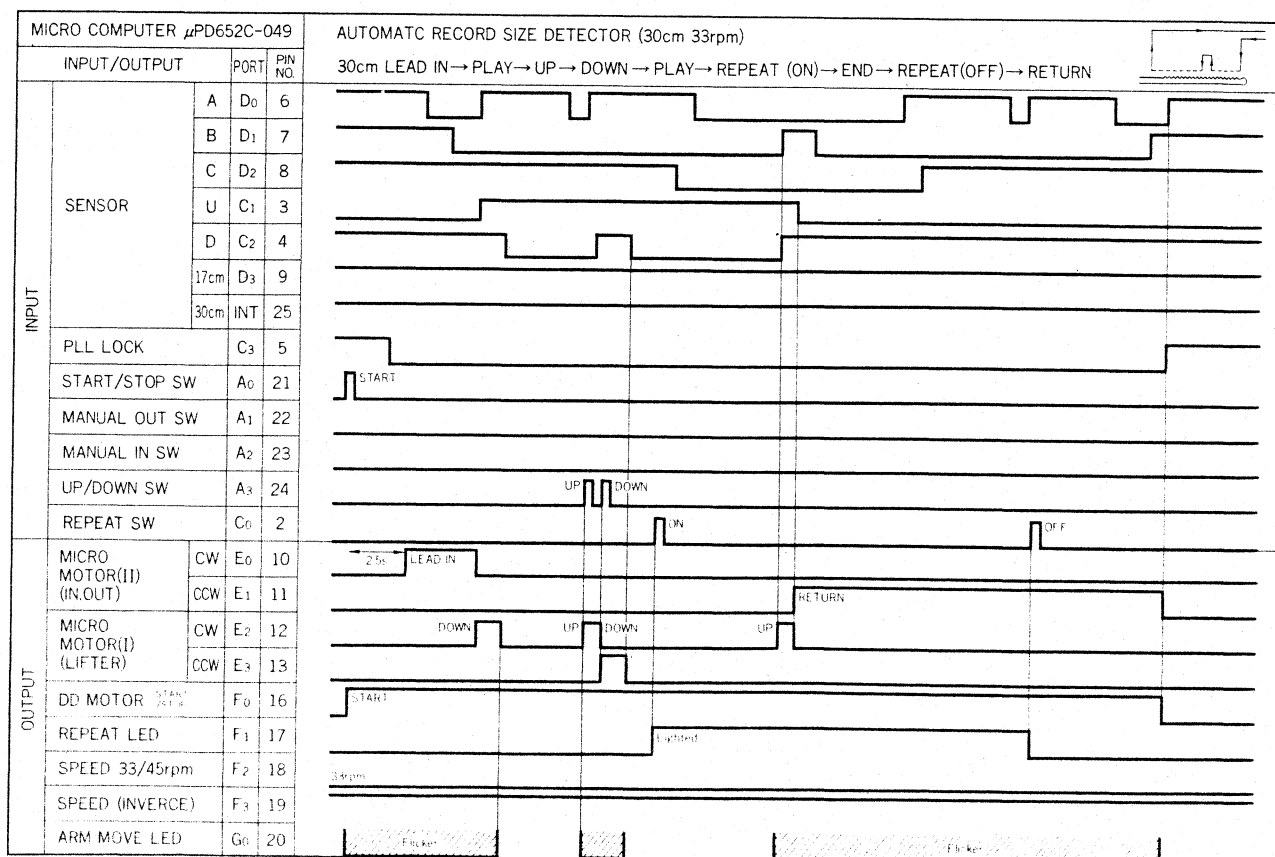 MICRO COMPUTER μPD652C-049
AUTOMATC RECORD SIZE DETECTOR (30cm 33rpm)
INPUT/OUTPUT PORT PIN NO.
30cm LEAD IN→PLAY→UP→DOWN→PLAY→REPEAT (ON)→END→REPEAT(OFF)→RETURN
INPUT
SENSOR
A D0 6
B D1 7
C D2 8
U C1 3
D C2 4
17cm D3 9
30cm INT 25
PLL LOCK C3 5
START/STOP SW A0 21 START
MANUAL OUT SW A1 22
MANUAL IN SW A2 23
UP/DOWN SW A3 24 UP DOWN
REPEAT SW C0 2 ON OFF
OUTPUT
MICRO MOTOR(II) (IN.OUT)
CW E0 10 2.5s LEAD IN
CCW E1 11 RETURN
MICRO MOTOR(I) (LIFTER)
CW E2 12 DOWN UP DOWN UP
CCW E3 13
DD MOTOR START F0 16 START
REPEAT LED F1 17 Lighted
SPEED 33/45rpm F2 18 33rpm
SPEED (INVERCE) F3 19
ARM MOVE LED G0 20 Flicker Flicker